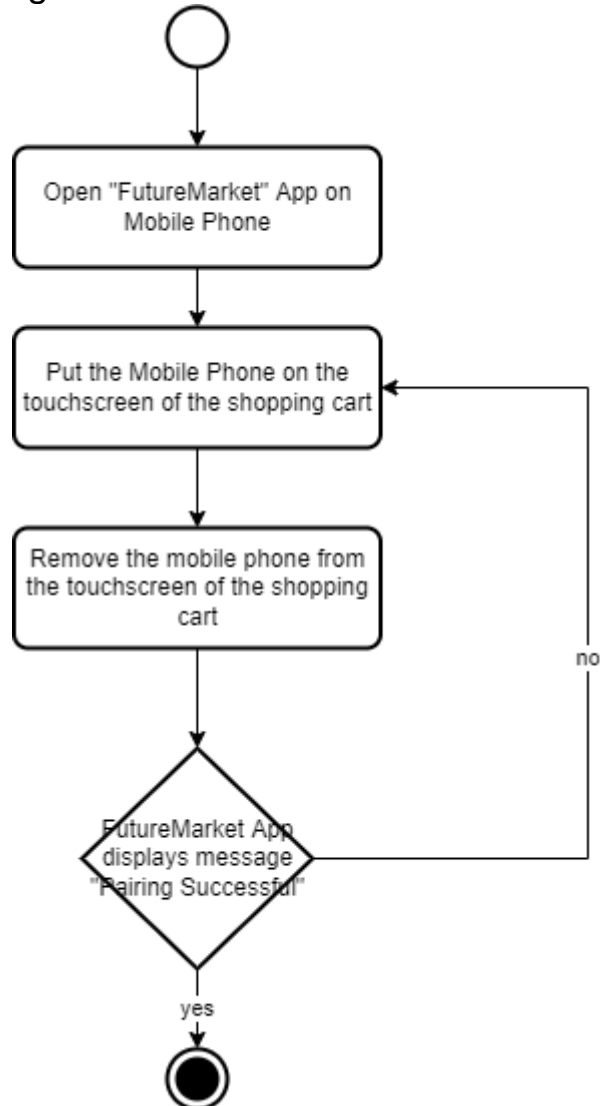 Open "FutureMarket" App on
Mobile Phone
Put the Mobile Phone on the
touchscreen of the shopping cart
Remove the mobile phone from
the touchscreen of the shopping
cart
no
FutureMarket App
displays message
"Pairing Successful"
yes